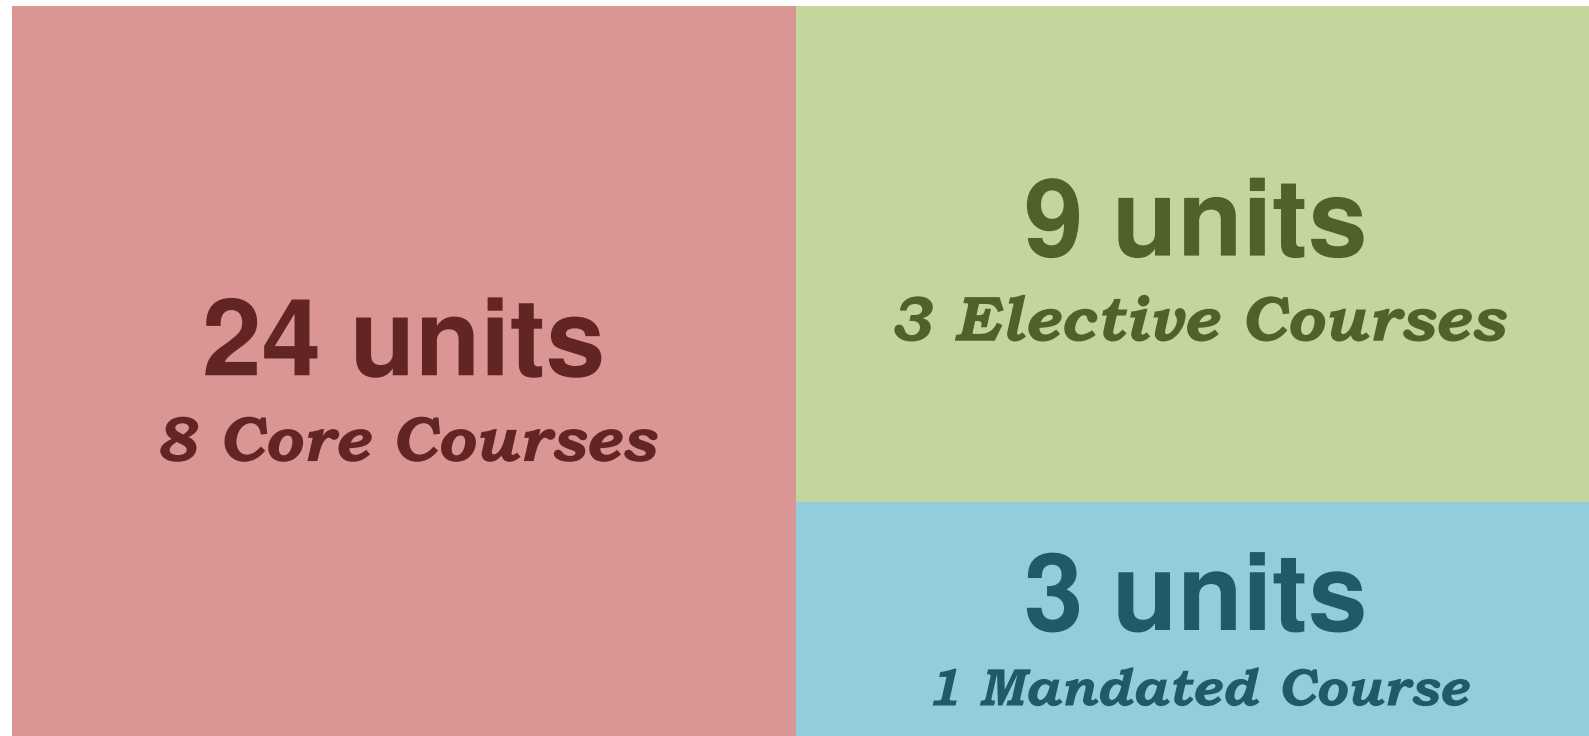 24 units
8 Core Courses
9 units
3 Elective Courses
3 units
1 Mandated Course